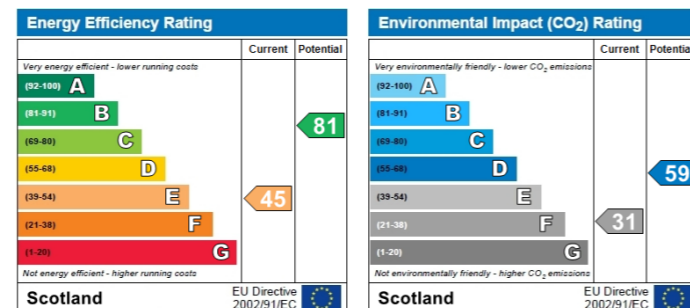 Energy Efficiency Rating
Current Potential
Very energy efficient - lower running costs
(92-100) A
(81-91) B
81
(69-80) C
(55-68) D
(39-54) E
45
(21-38) F
(1-20) G
Not energy efficient - higher running costs
Scotland
EU Directive
2002/91/EC
Environmental Impact (CO₂) Rating
Current Potential
Very environmentally friendly - lower CO₂ emissions
(92-100) A
(81-91) B
(69-80) C
(55-68) D
59
(39-54) E
(21-38) F
31
(1-20) G
Not environmentally friendly - higher CO₂ emissions
Scotland
EU Directive
2002/91/EC